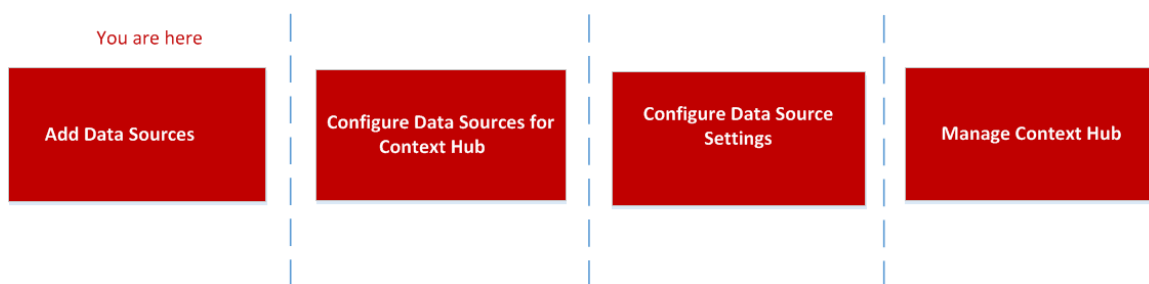 You are here
Add Data Sources
Configure Data Sources for
Context Hub
Configure Data Source
Settings
Manage Context Hub